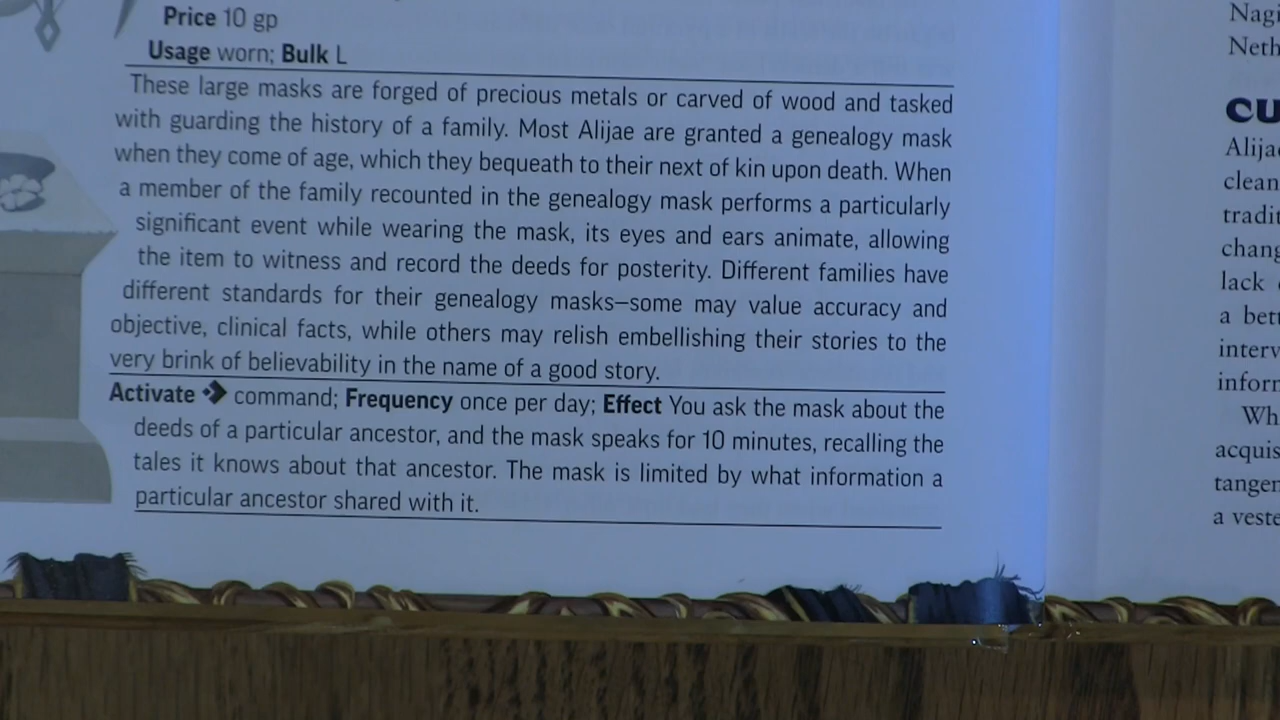 Price 10 gp
Usage worn; Bulk L
These large masks are forged of precious metals or carved of wood and tasked
with guarding the history of a family. Most Alijae are granted a genealogy mask
when they come of age, which they bequeath to their next of kin upon death. When
a member of the family recounted in the genealogy mask performs a particularly
significant event while wearing the mask, its eyes and ears animate, allowing
the item to witness and record the deeds for posterity. Different families have
different standards for their genealogy masks—some may value accuracy and
objective, clinical facts, while others may relish embellishing their stories to the
very brink of believability in the name of a good story.
Activate command; Frequency once per day; Effect You ask the mask about the
deeds of a particular ancestor, and the mask speaks for 10 minutes, recalling the
tales it knows about that ancestor. The mask is limited by what information a
particular ancestor shared with it.
Nagi
Neth
CU
Alijae
clean
tradit
chang
lack
a bett
interv
inforr
Wh
acquis
tangen
a veste